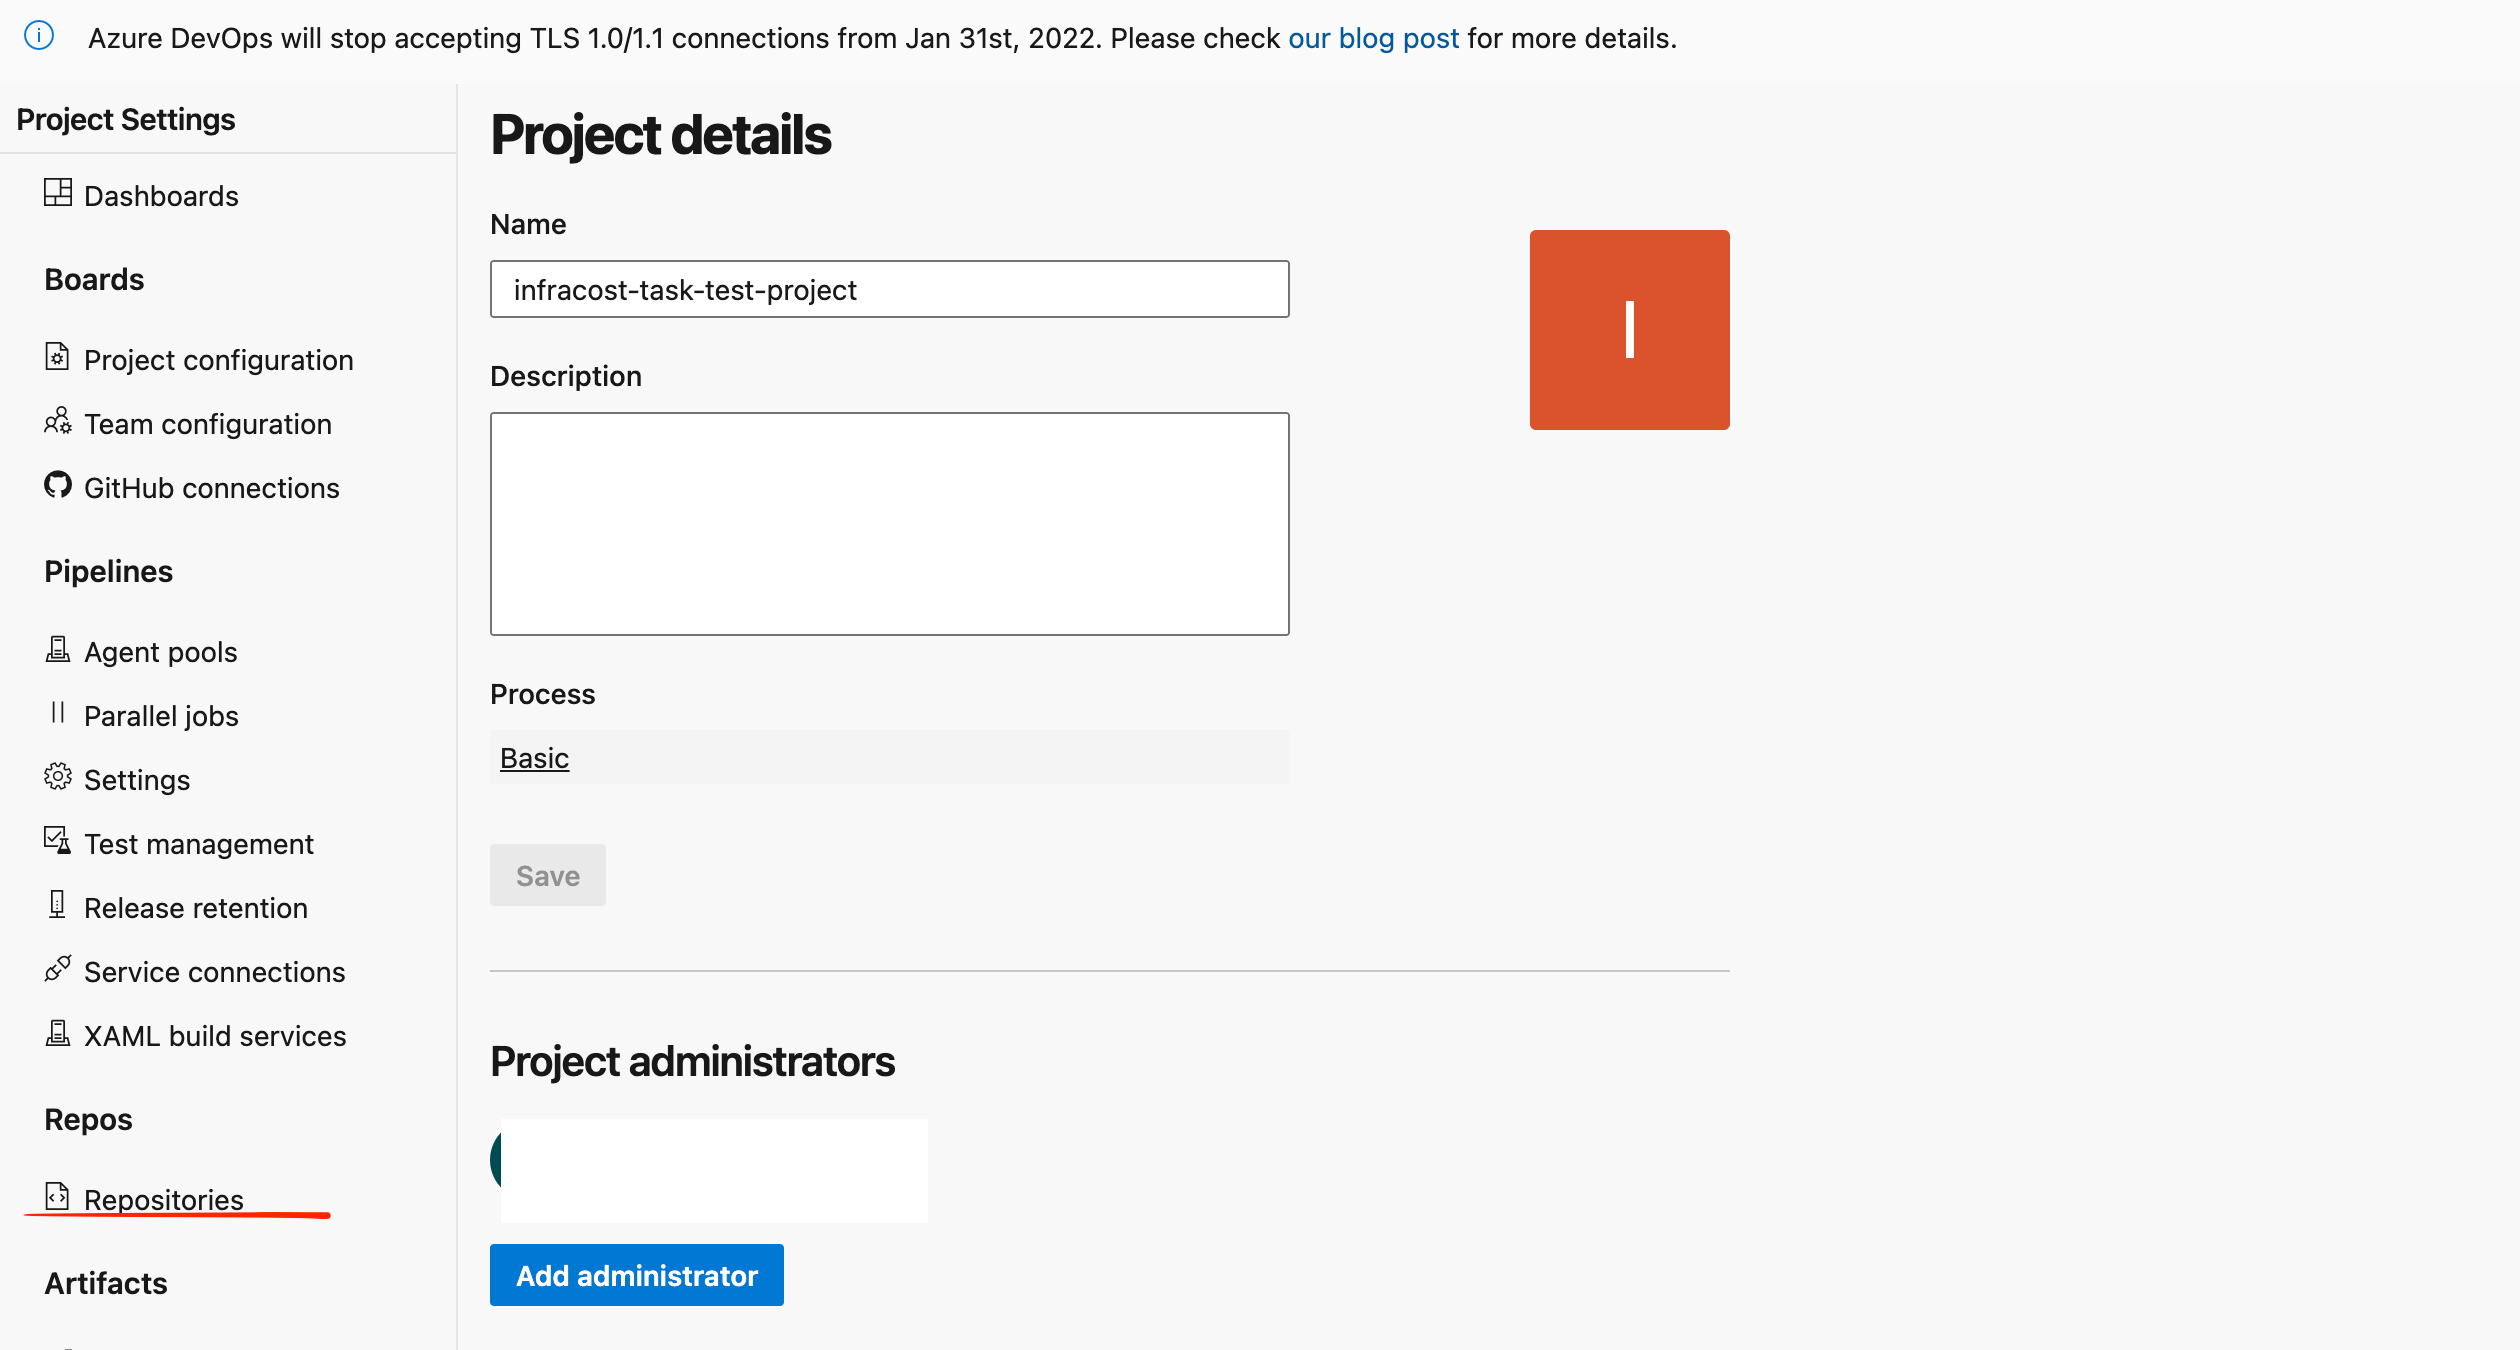 Azure DevOps will stop accepting TLS 1.0/1.1 connections from Jan 31st, 2022. Please check our blog post for more details.
Project Settings
Dashboards
Boards
Project configuration
Team configuration
GitHub connections
Pipelines
Agent pools
Parallel jobs
Settings
Test management
Release retention
Service connections
XAML build services
Repos
Repositories
Artifacts
Project details
Name
infracost-task-test-project
I
Description
Process
Basic
Save
Project administrators
Add administrator